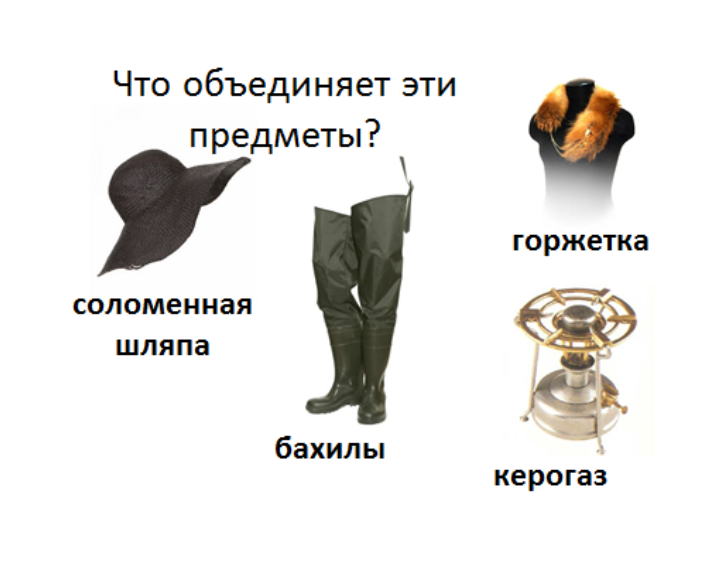 Что объединяет эти
предметы?
горжетка
соломенная
шляпа
бахилы
керогаз